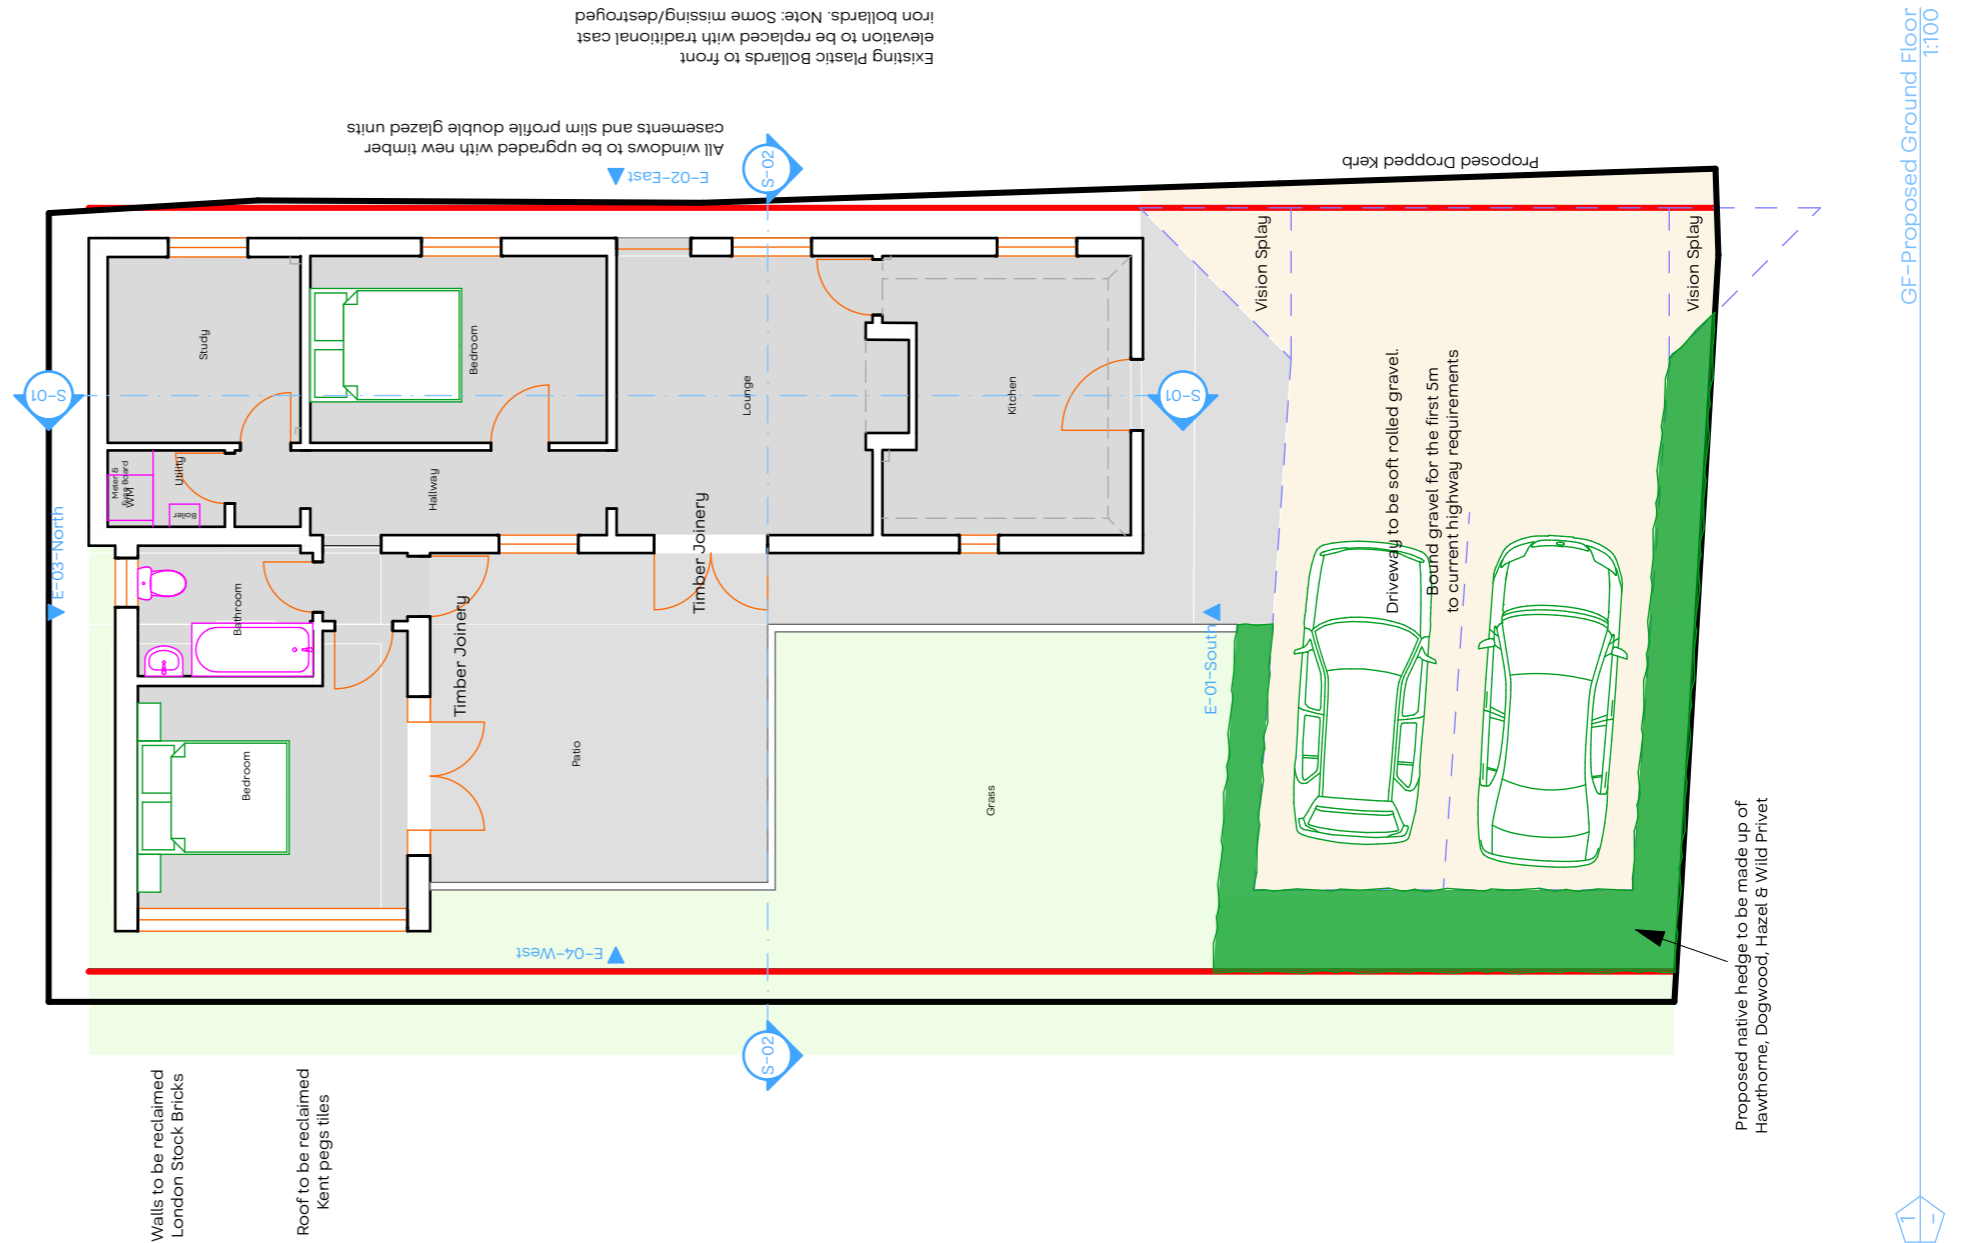 Existing Plastic Bollards to front
elevation to be replaced with traditional cast
iron bollards. Note: Some missing/destroyed
All windows to be upgraded with new timber
casements and slim profile double glazed units
E-02-East
S-02
Proposed Dropped Kerb
GF-Proposed Ground Floor
1:100
Vision Splay
Vision Splay
Study
Bedroom
Lounge
Kitchen
S-01
S-01
Meter &
Fuse Board
WM
Utility
Boiler
Hallway
Timber Joinery
Driveway to be soft rolled gravel.
Bound gravel for the first 5m
to current highway requirements
E-03-North
Bathroom
Timber Joinery
E-01-South
Bedroom
Patio
Grass
E-04-West
S-02
Proposed native hedge to be made up of
Hawthorne, Dogwood, Hazel & Wild Privet
Walls to be reclaimed
London Stock Bricks
Roof to be reclaimed
Kent pegs tiles
1
-